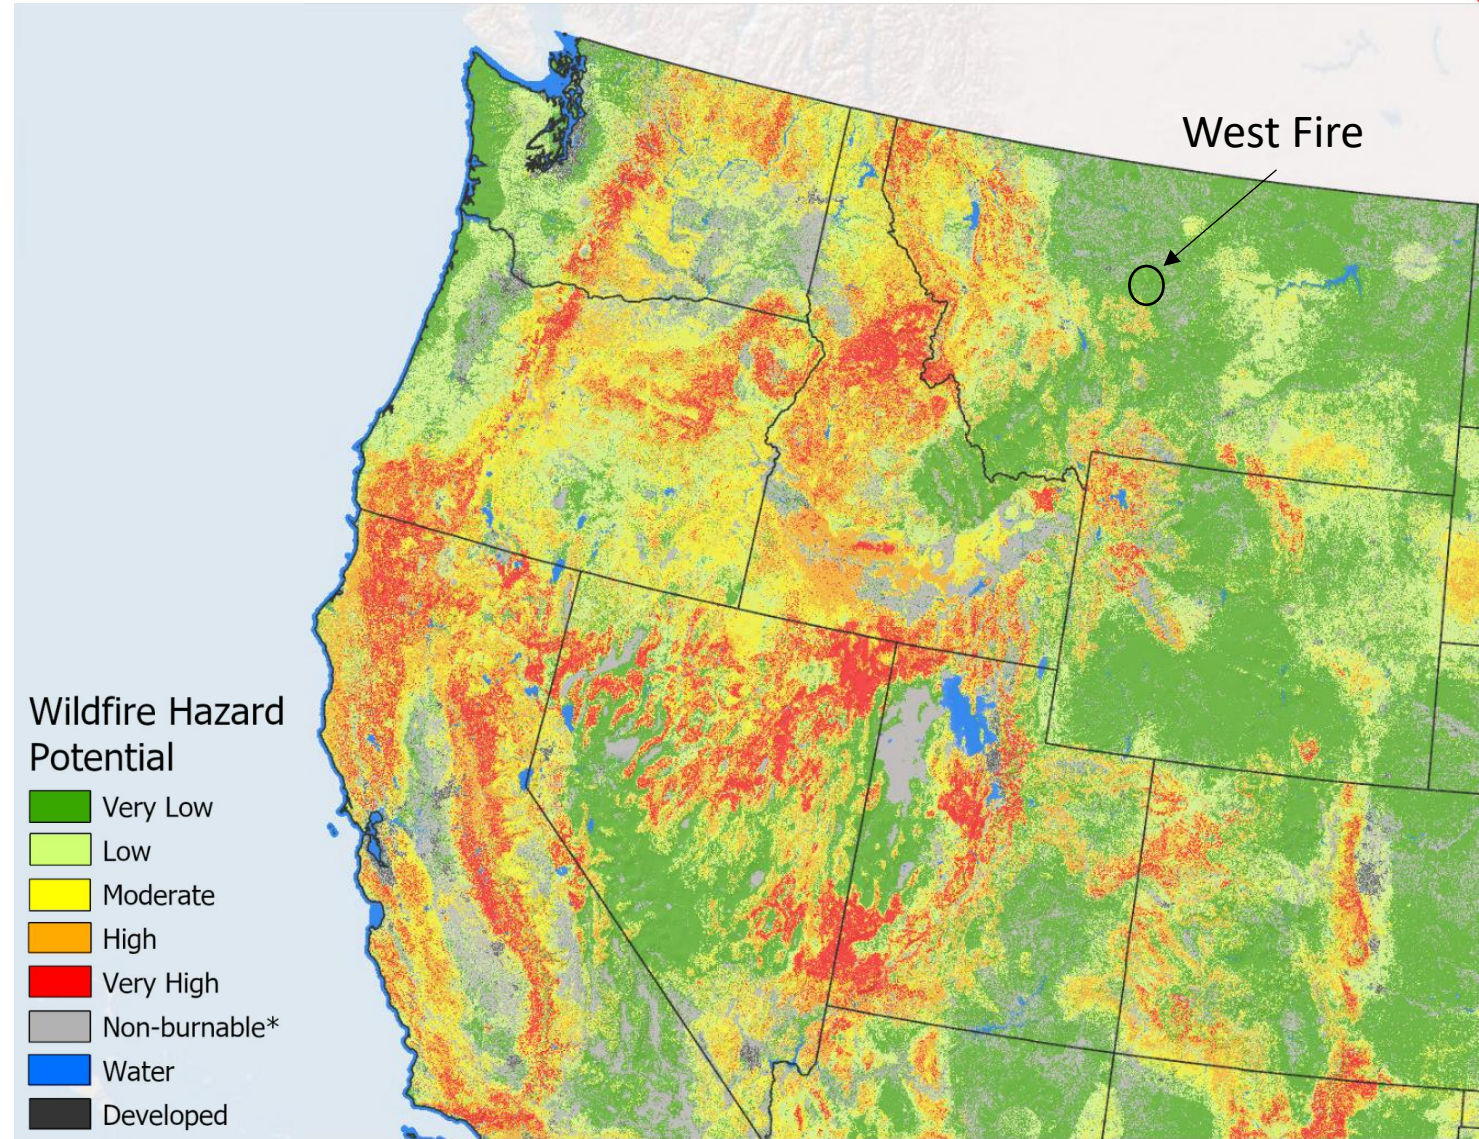 West Fire
Wildfire Hazard
Potential
Very Low
Low
Moderate
High
Very High
Non-burnable*
Water
Developed